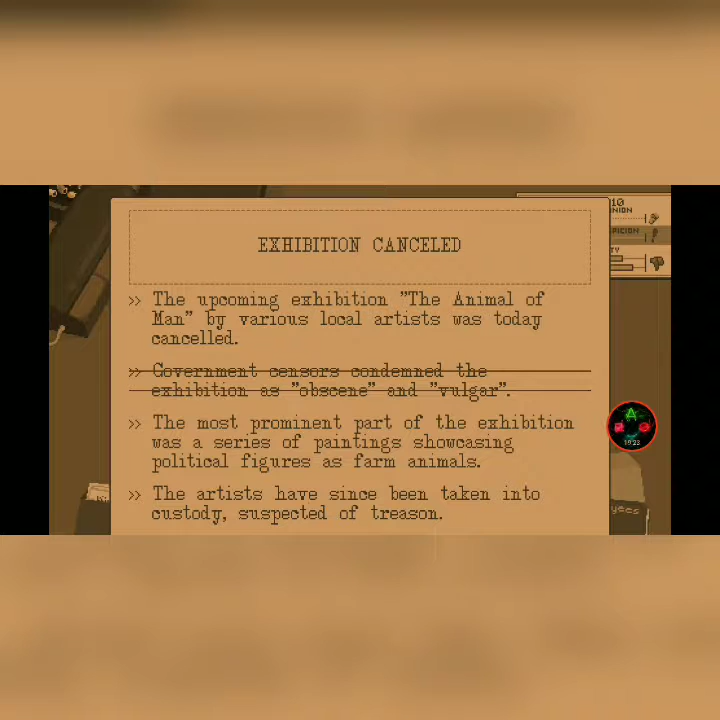 EXHIBITION CANCELED
>> The upcoming exhibition "The Animal of
Man" by various local artists was today
cancelled.
>> Government censors condemned the
exhibition as "obscene" and "vulgar".
>> The most prominent part of the exhibition
was a series of paintings showcasing
political figures as farm animals.
>> The artists have since been taken into
custody, suspected of treason.
A
19:23